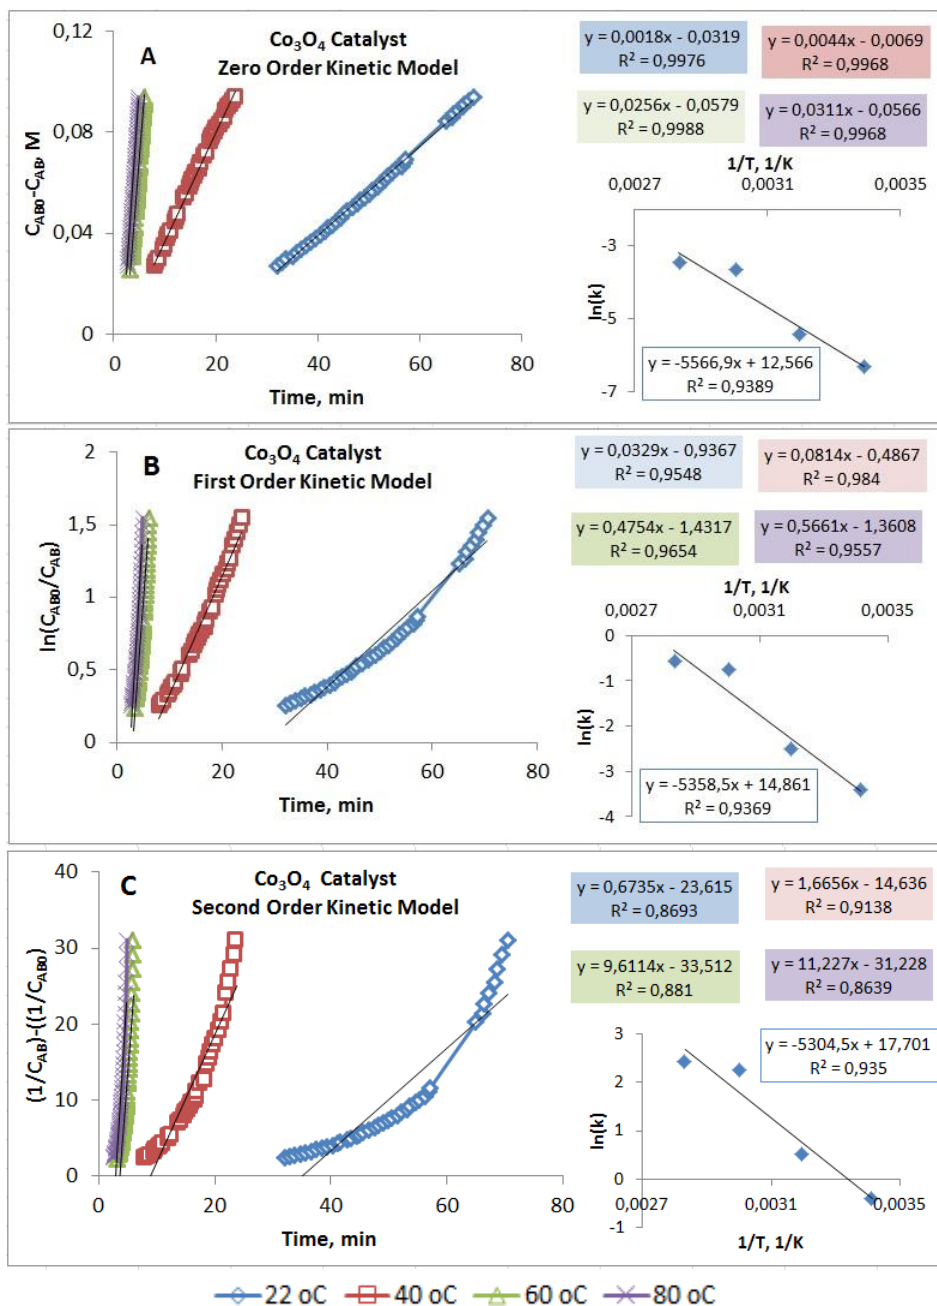 A
Co₃O₄ Catalyst
Zero Order Kinetic Model
y = 0,0018x - 0,0319
R² = 0,9976
y = 0,0044x - 0,0069
R² = 0,9968
y = 0,0256x - 0,0579
R² = 0,9988
y = 0,0311x - 0,0566
R² = 0,9968
C_AB0-C_AB, M
0,12
0,08
0,04
0
0 20 40 60 80
Time, min
1/T, 1/K
0,0027 0,0031 0,0035
ln(k)
-3
-5
-7
y = -5566,9x + 12,566
R² = 0,9389
B
Co₃O₄ Catalyst
First Order Kinetic Model
y = 0,0329x - 0,9367
R² = 0,9548
y = 0,0814x - 0,4867
R² = 0,984
y = 0,4754x - 1,4317
R² = 0,9654
y = 0,5661x - 1,3608
R² = 0,9557
ln(C_AB0/C_AB)
2
1,5
1
0,5
0
0 20 40 60 80
Time, min
1/T, 1/K
0,0027 0,0031 0,0035
ln(k)
0
-1
-2
-3
-4
y = -5358,5x + 14,861
R² = 0,9369
C
Co₃O₄ Catalyst
Second Order Kinetic Model
y = 0,6735x - 23,615
R² = 0,8693
y = 1,6656x - 14,636
R² = 0,9138
y = 9,6114x - 33,512
R² = 0,881
y = 11,227x - 31,228
R² = 0,8639
(1/C_AB)-((1/C_AB0)
40
30
20
10
0
0 20 40 60 80
Time, min
ln(k)
3
2
1
0
-1
y = -5304,5x + 17,701
R² = 0,935
0,0027 0,0031 0,0035
1/T, 1/K
22 oC 40 oC 60 oC 80 oC